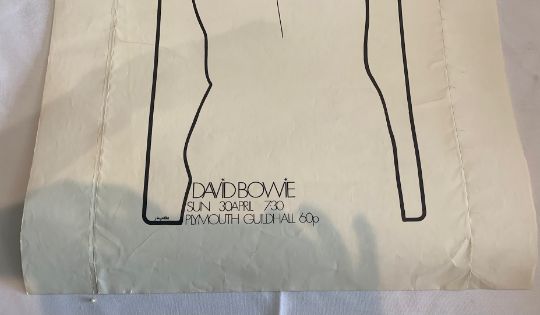 DAVID BOWIE
SUN 30 APRIL 7.30
PLYMOUTH GUILDHALL 60p